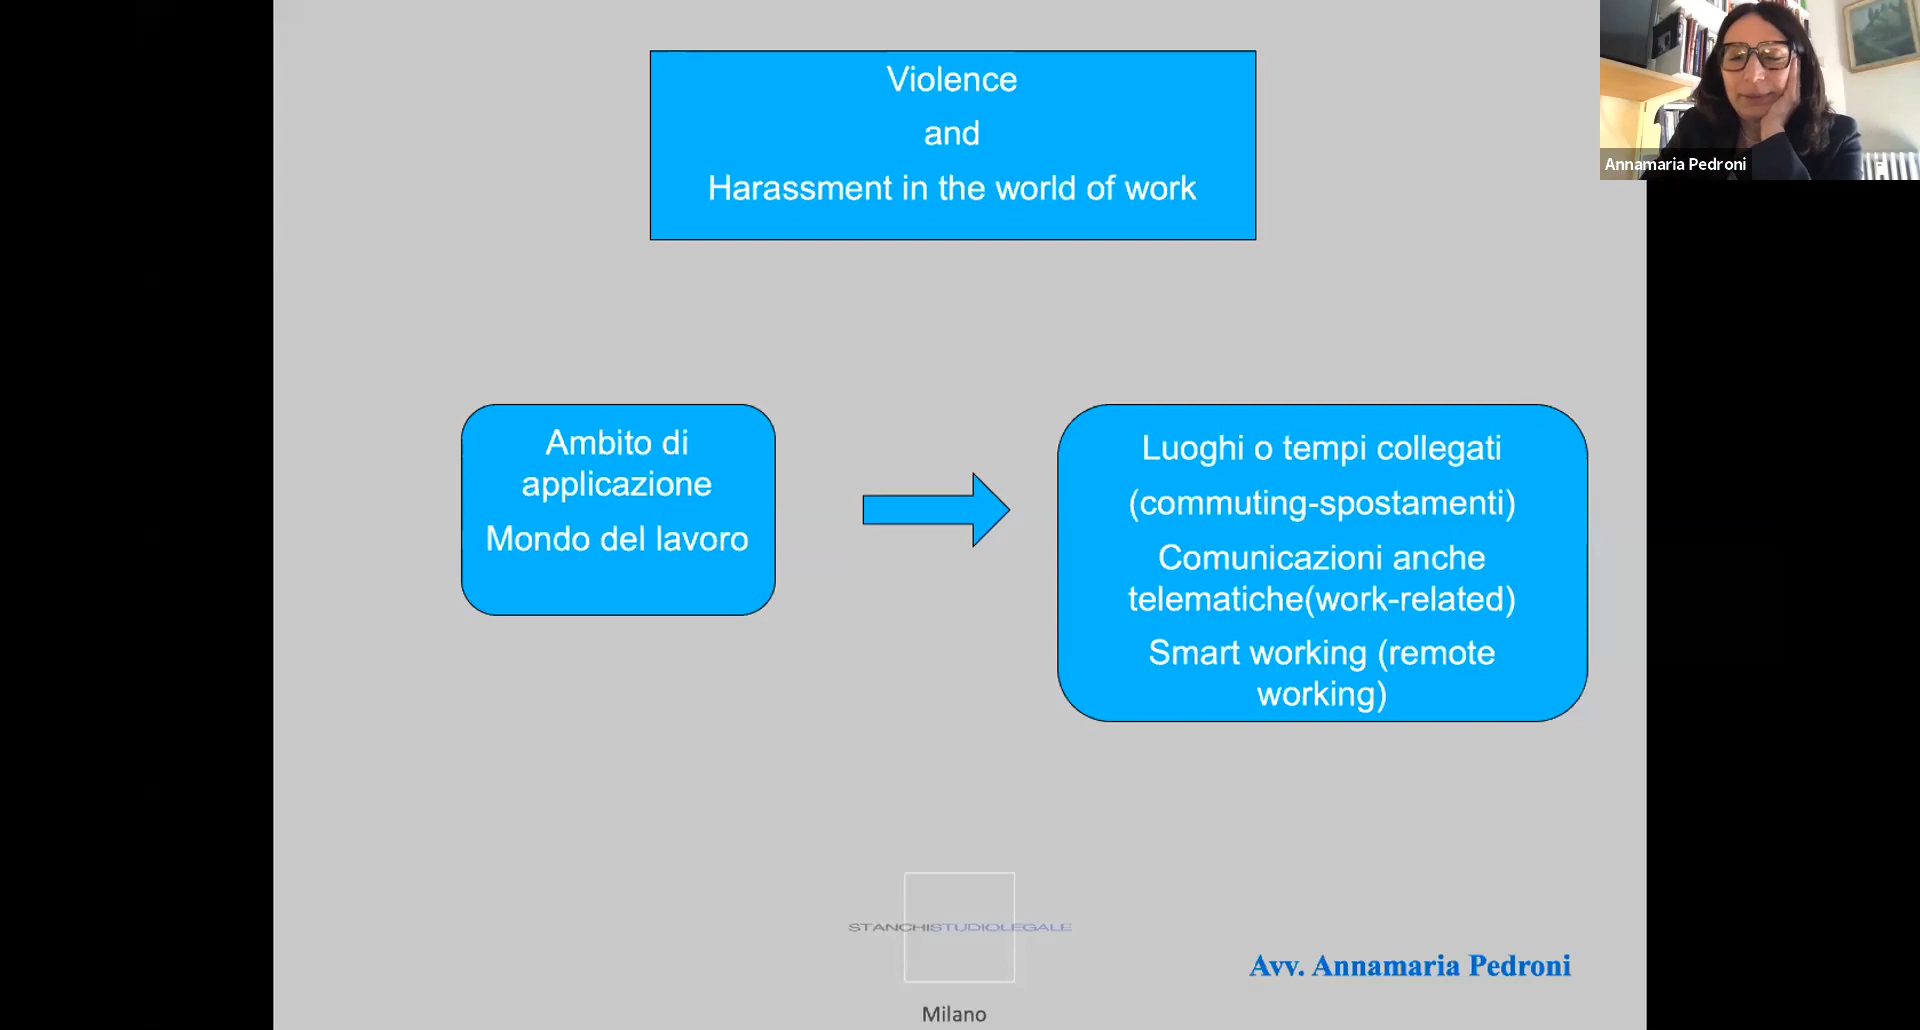 Violence
and
Harassment in the world of work
Annamaria Pedroni
Ambito di
applicazione
Mondo del lavoro
Luoghi o tempi collegati
(commuting-spostamenti)
Comunicazioni anche
telematiche(work-related)
Smart working (remote
working)
STANCHISTUDIOLEGALE
Avv. Annamaria Pedroni
Milano